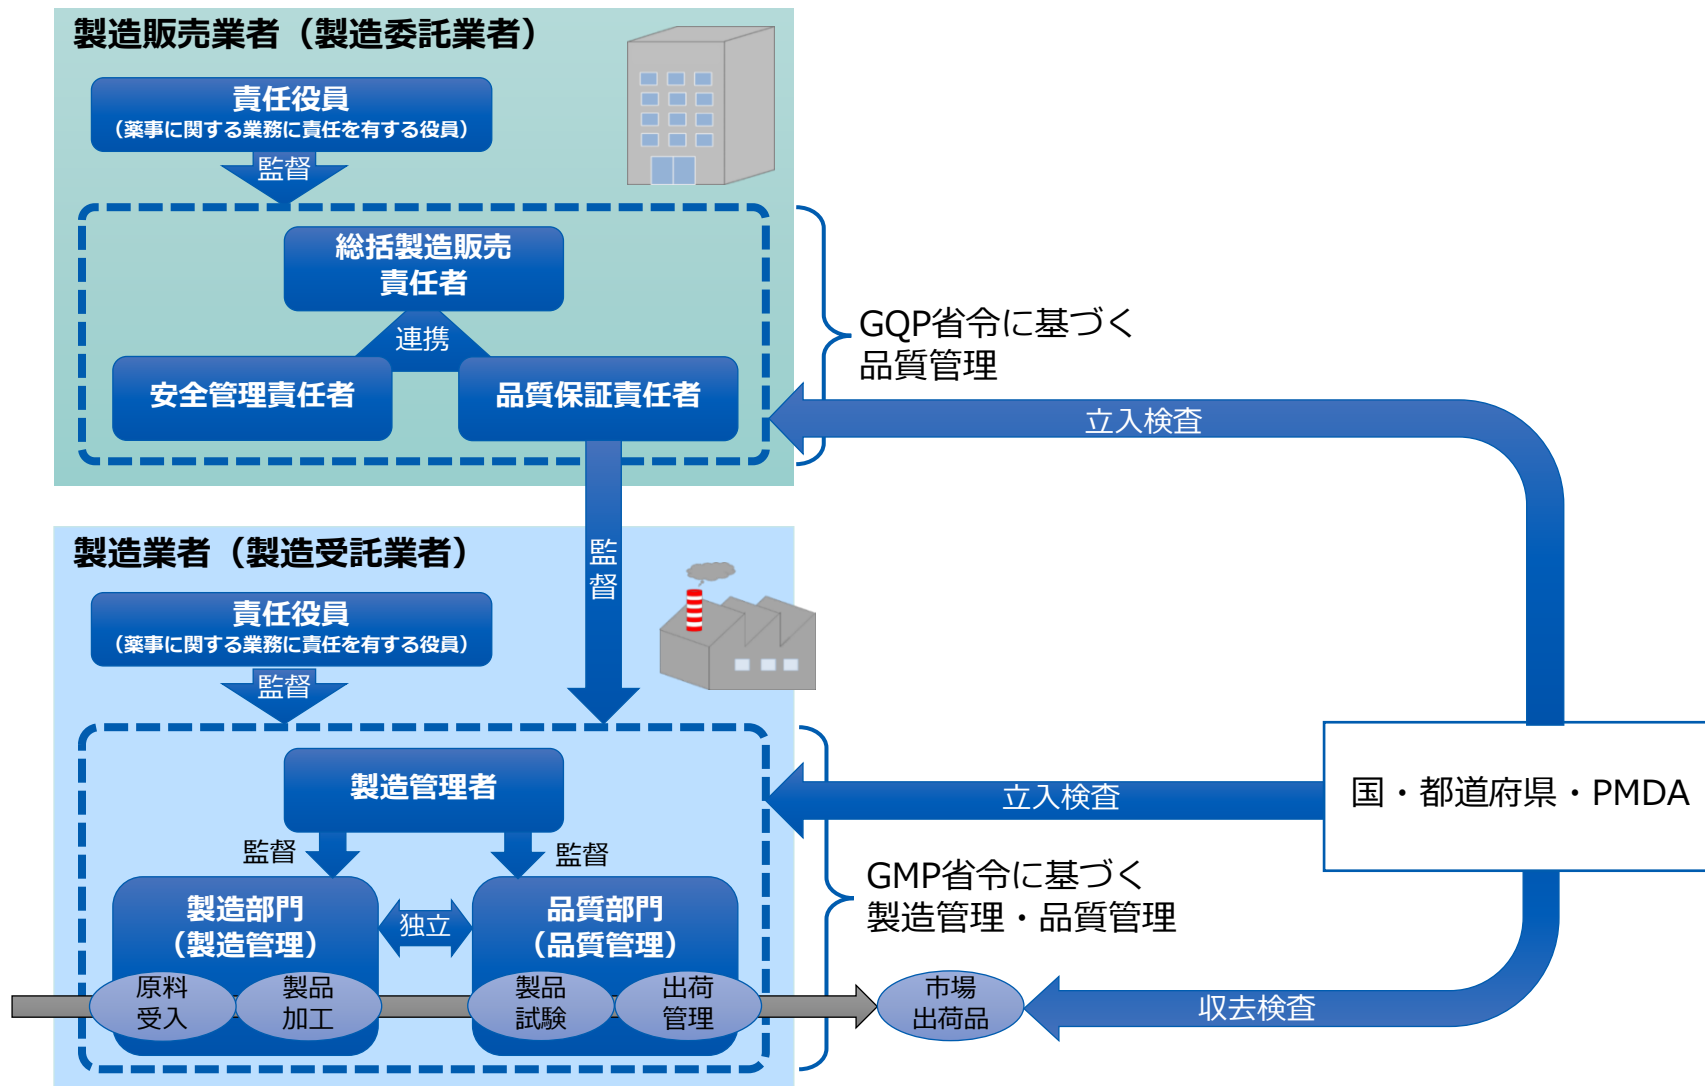 製造販売業者（製造委託業者）
責任役員
（薬事に関する業務に責任を有する役員）
監督
総括製造販売
責任者
連携
安全管理責任者
品質保証責任者
GQP省令に基づく
品質管理
立入検査
監督
製造業者（製造受託業者）
責任役員
（薬事に関する業務に責任を有する役員）
監督
製造管理者
立入検査
国・都道府県・PMDA
監督
監督
製造部門
（製造管理）
独立
品質部門
（品質管理）
GMP省令に基づく
製造管理・品質管理
原料
受入
製品
加工
製品
試験
出荷
管理
市場
出荷品
収去検査